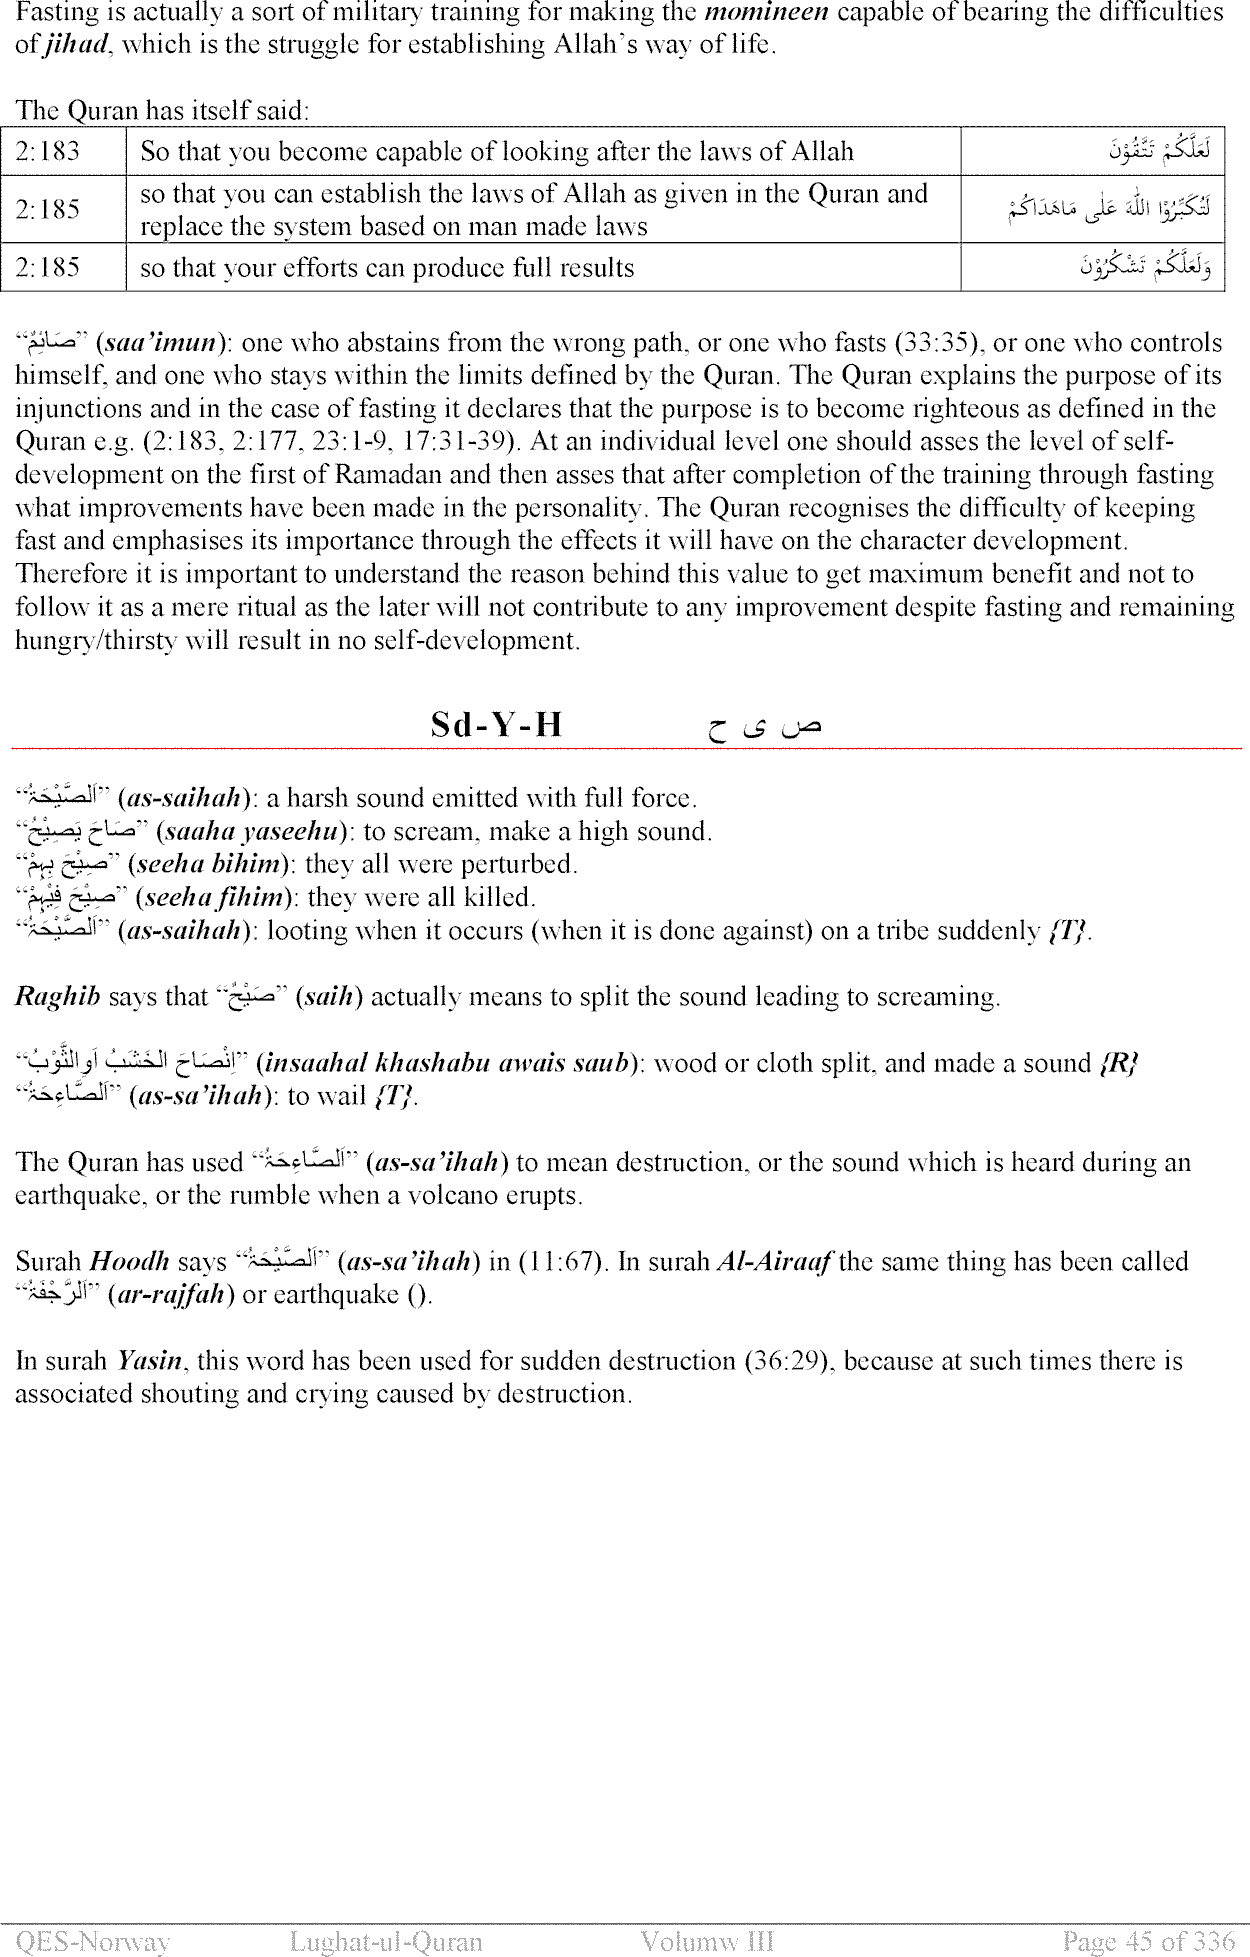 Fasting is actually a sort of military training for making the momineen capable of bearing the difficulties
of jihad, which is the struggle for establishing Allah's way of life.
The Quran has itself said:
2:183 So that you become capable of looking after the laws of Allah لَعَلَّكُمْ تَتَّقُوْنَ
2:185 so that you can establish the laws of Allah as given in the Quran and
replace the system based on man made laws لَتُكَبِّرُوْا اللّٰہَ عَلٰی مَاھَدَاکُمْ
2:185 so that your efforts can produce full results وَلَعَلَّكُمْ تَشْكُرُوْنَ
“صَائِمٌ” (saa’imun): one who abstains from the wrong path, or one who fasts (33:35), or one who controls
himself, and one who stays within the limits defined by the Quran. The Quran explains the purpose of its
injunctions and in the case of fasting it declares that the purpose is to become righteous as defined in the
Quran e.g. (2:183, 2:177, 23:1-9, 17:31-39). At an individual level one should asses the level of self-
development on the first of Ramadan and then asses that after completion of the training through fasting
what improvements have been made in the personality. The Quran recognises the difficulty of keeping
fast and emphasises its importance through the effects it will have on the character development.
Therefore it is important to understand the reason behind this value to get maximum benefit and not to
follow it as a mere ritual as the later will not contribute to any improvement despite fasting and remaining
hungry/thirsty will result in no self-development.
Sd-Y-H ص ی ح
“اَلصَّیْحَۃُ” (as-saihah): a harsh sound emitted with full force.
“صَاحَ یَصِیْحُ” (saaha yaseehu): to scream, make a high sound.
“صِیْحَ بِہِمْ” (seeha bihim): they all were perturbed.
“صِیْحَ فِیْہِمْ” (seeha fihim): they were all killed.
“اَلصَّیْحَۃُ” (as-saihah): looting when it occurs (when it is done against) on a tribe suddenly {T}.
Raghib says that “صَیْحٌ” (saih) actually means to split the sound leading to screaming.
“اِنْصَاحَ الخَشَبُ اَوِالثَّوْبُ” (insaahal khashabu awais saub): wood or cloth split, and made a sound {R}
“اَلصَّاءِحَۃُ” (as-sa’ihah): to wail {T}.
The Quran has used “اَلصَّاءِحَۃُ” (as-sa’ihah) to mean destruction, or the sound which is heard during an
earthquake, or the rumble when a volcano erupts.
Surah Hoodh says “اَلصَّیْحَۃُ” (as-sa’ihah) in (11:67). In surah Al-Airaaf the same thing has been called
“اَلرَّجْفَۃُ” (ar-rajfah) or earthquake ().
In surah Yasin, this word has been used for sudden destruction (36:29), because at such times there is
associated shouting and crying caused by destruction.
QES-Norway Lughat-ul-Quran Volumw III Page 45 of 336